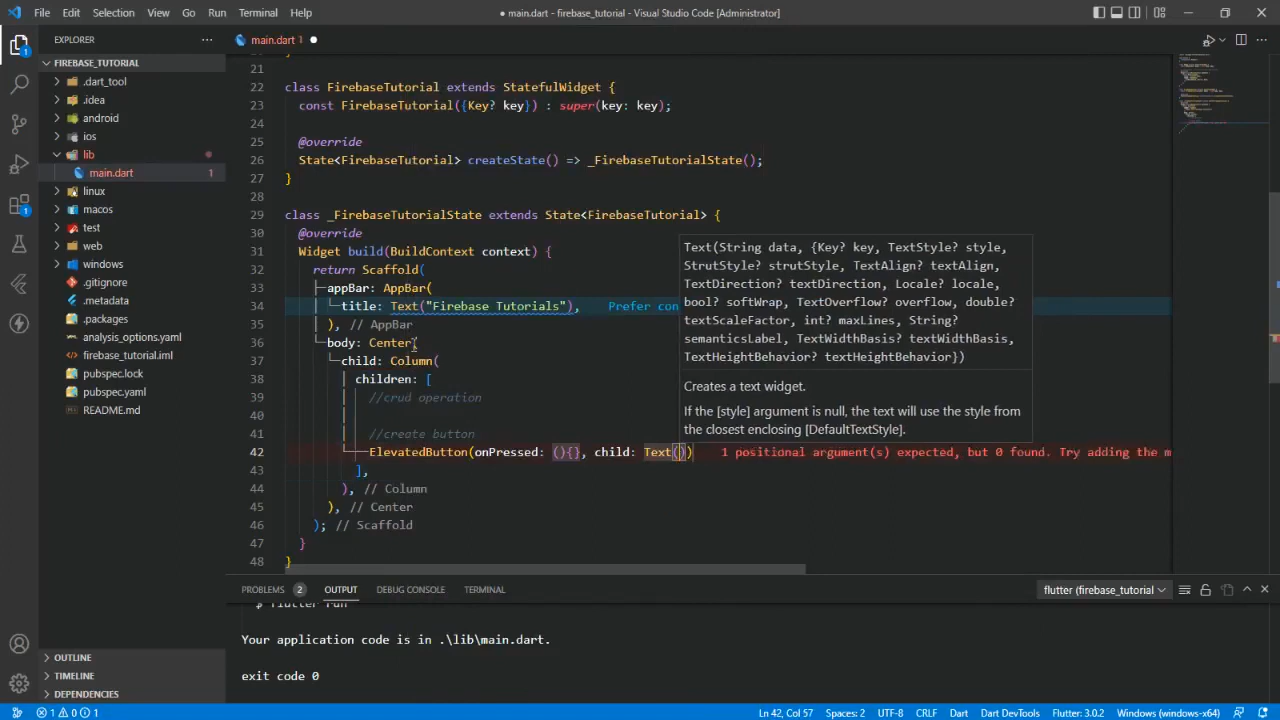 File Edit Selection View Go Run Terminal Help
● main.dart - firebase_tutorial - Visual Studio Code [Administrator]
EXPLORER
main.dart 1 ●
FIREBASE_TUTORIAL
.dart_tool
.idea
android
ios
lib
main.dart 1
linux
macos
test
web
windows
.gitignore
.metadata
.packages
analysis_options.yaml
firebase_tutorial.iml
pubspec.lock
pubspec.yaml
README.md
OUTLINE
TIMELINE
DEPENDENCIES
21
22 class FirebaseTutorial extends StatefulWidget {
23 const FirebaseTutorial({Key? key}) : super(key: key);
24
25 @override
26 State<FirebaseTutorial> createState() => _FirebaseTutorialState();
27 }
28
29 class _FirebaseTutorialState extends State<FirebaseTutorial> {
30 @override
31 Widget build(BuildContext context) {
32 return Scaffold(
33 appBar: AppBar(
34 title: Text("Firebase Tutorials"), Prefer con
35 ), // AppBar
36 body: Center(
37 child: Column(
38 children: [
39 //crud operation
40
41 //create button
42 ElevatedButton(onPressed: (){}, child: Text()) 1 positional argument(s) expected, but 0 found. Try adding the m
], 
44 ), // Column
45 ), // Center
46 ); // Scaffold
47 }
48 }
Text(String data, {Key? key, TextStyle? style,
StrutStyle? strutStyle, TextAlign? textAlign,
TextDirection? textDirection, Locale? locale,
bool? softWrap, TextOverflow? overflow, double?
textScaleFactor, int? maxLines, String?
semanticsLabel, TextWidthBasis? textWidthBasis,
TextHeightBehavior? textHeightBehavior})
Creates a text widget.
If the [style] argument is null, the text will use the style from
the closest enclosing [DefaultTextStyle].
PROBLEMS 2 OUTPUT DEBUG CONSOLE TERMINAL
flutter (firebase_tutorial
$ flutter run
Your application code is in .\lib\main.dart.
exit code 0
1 0 1
Ln 42, Col 57 Spaces: 2 UTF-8 CRLF Dart Dart DevTools Flutter: 3.0.2 Windows (windows-x64)